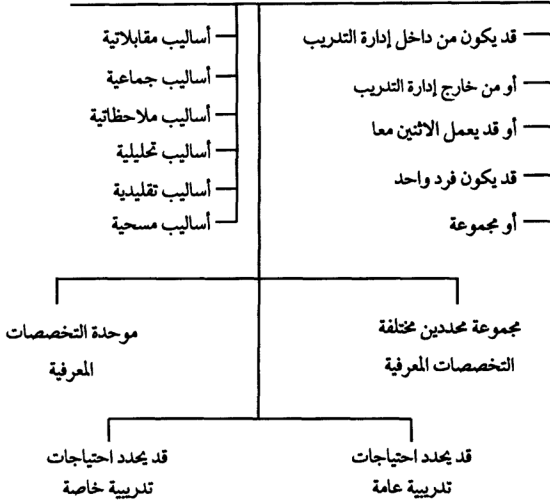 قد يكون من داخل إدارة التدريب
أو من خارج إدارة التدريب
أو قد يعمل الاثنين معا
قد يكون فرد واحد
أو مجموعة
أساليب مقابلاتية
أساليب جماعية
أساليب ملاحظاتية
أساليب تحليلية
أساليب تقليدية
أساليب مسحية
مجموعة محددين مختلفة
التخصصات المعرفية
موحدة التخصصات
المعرفية
قد يحدد احتياجات
تدريبية عامة
قد يحدد احتياجات
تدريبية خاصة